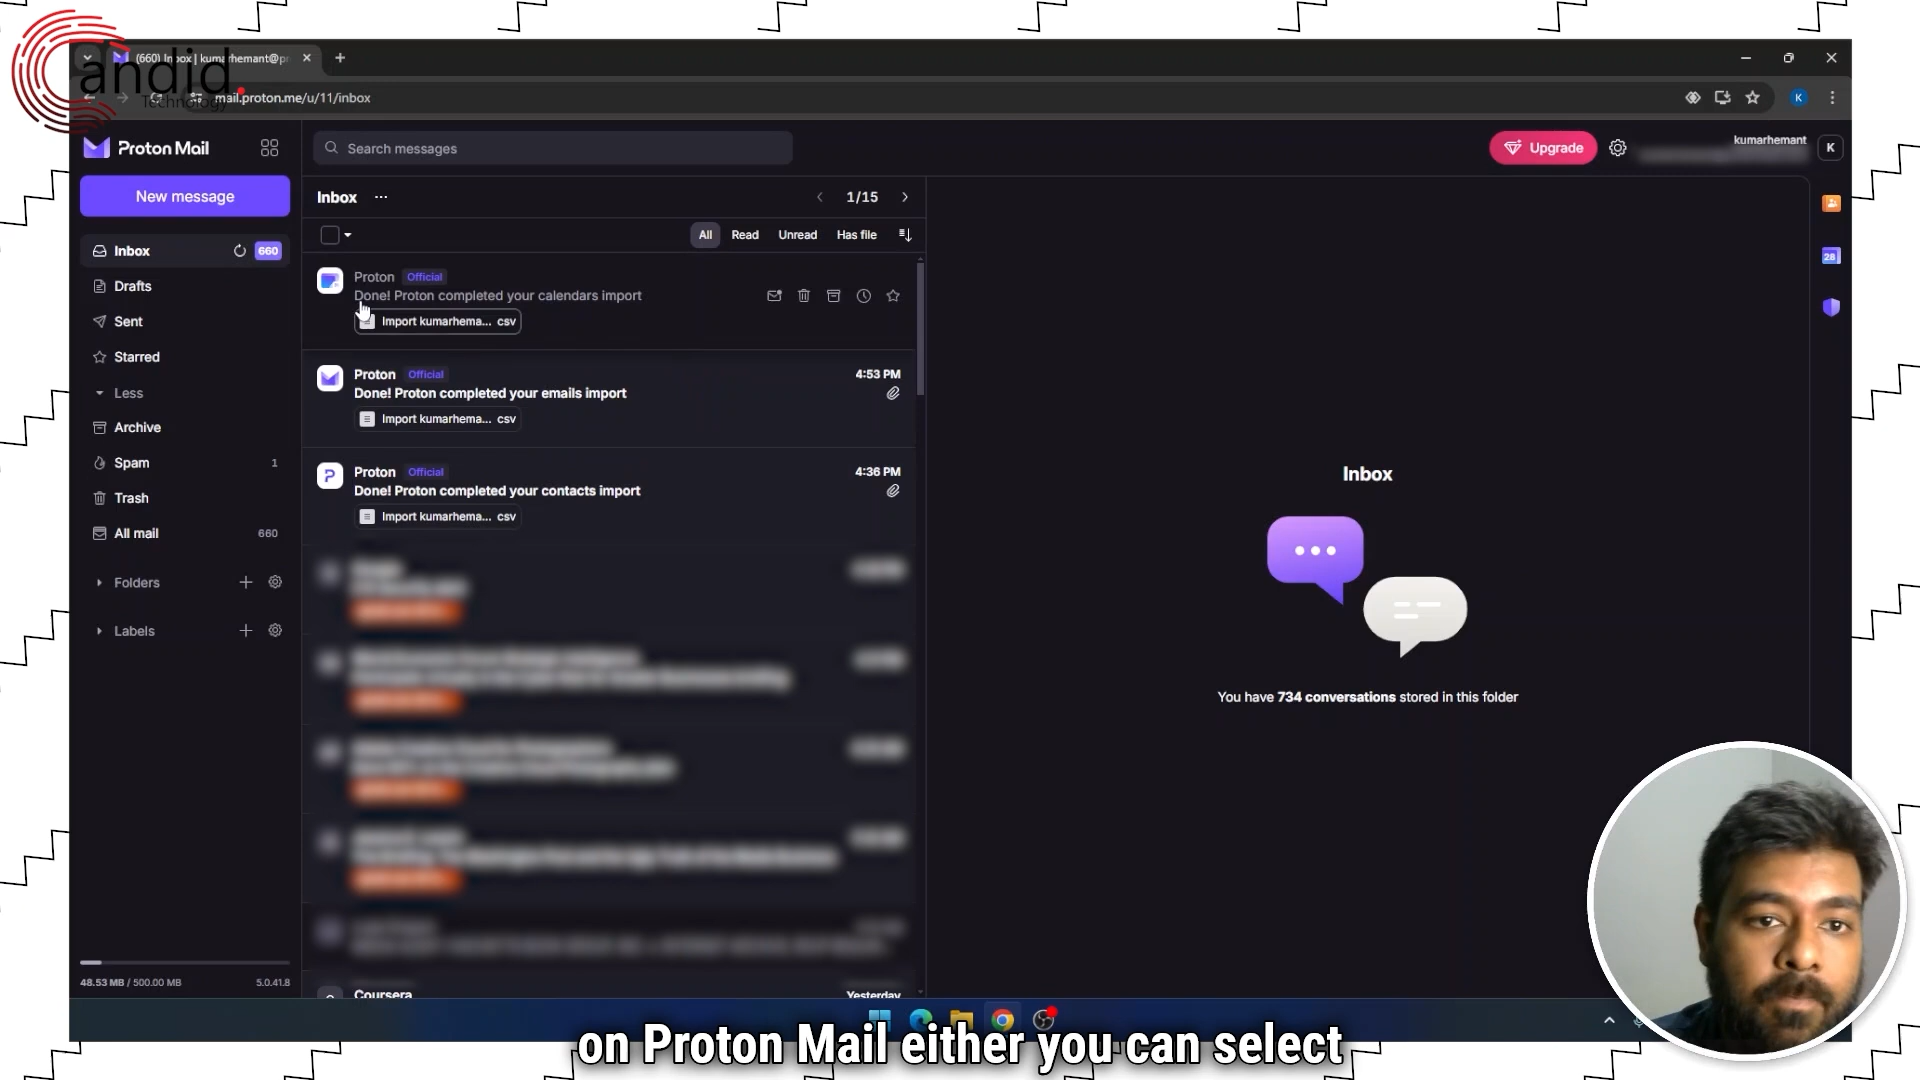 (660) Inbox | kumarhemant@pr
Candid
Technology
mail.proton.me/u/11/inbox
K
Proton Mail
Search messages
Upgrade
kumarhemant
K
New message
Inbox
1/15
Inbox 660
All Read Unread Has file
Drafts
Sent
Starred
Less
Archive
Spam 1
Trash
All mail 660
Folders
Labels
Proton Official
Done! Proton completed your calendars import
Import kumarhema... csv
Proton Official 4:53 PM
Done! Proton completed your emails import
Import kumarhema... csv
Proton Official 4:36 PM
Done! Proton completed your contacts import
Import kumarhema... csv
Coursera Yesterday
28
Inbox
You have 734 conversations stored in this folder
48.53 MB / 500.00 MB 5.0.41.8
on Proton Mail either you can select